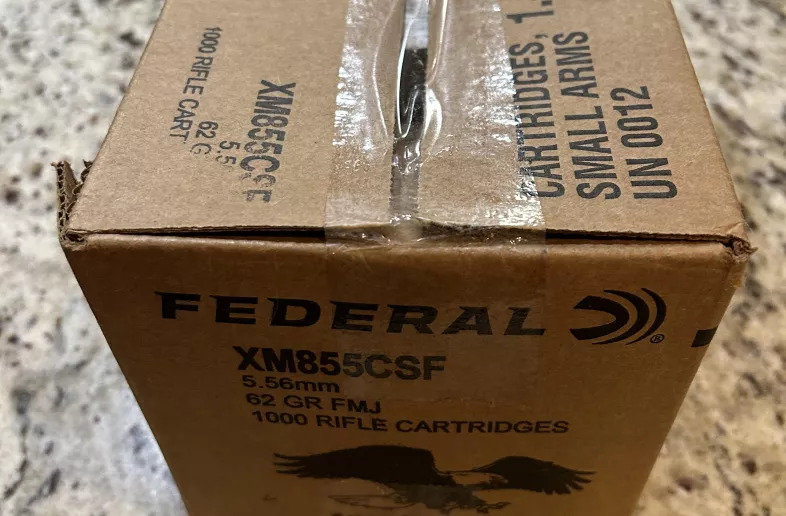 XM855CSF
5.5
62 G
1000 RIFLE CART
CARTRIDGES, 1.
SMALL ARMS
UN 0012
FEDERAL
®
XM855CSF
5.56mm
62 GR FMJ
1000 RIFLE CARTRIDGES